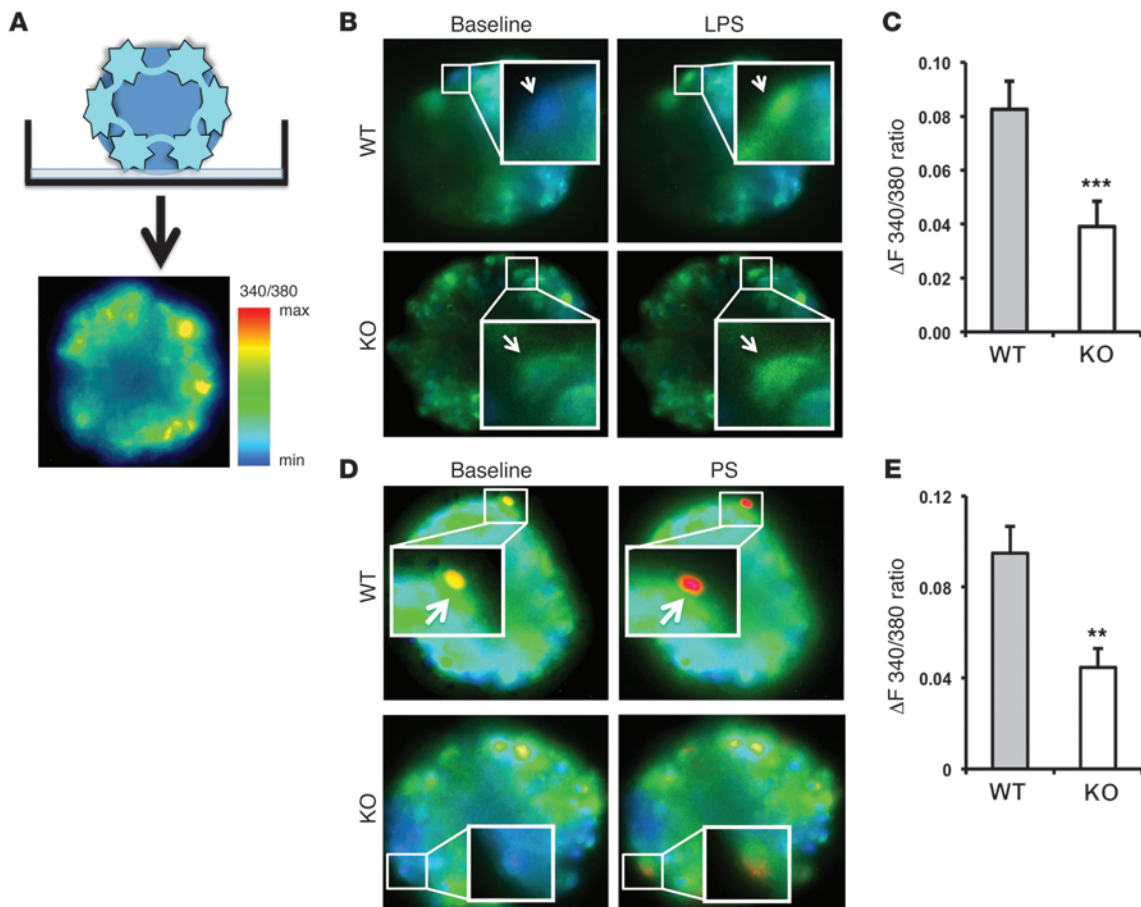 A
340/380
max
min
B
Baseline LPS
WT
KO
C
ΔF 340/380 ratio
0.10
0.08
0.06
0.04
0.02
0.00
***
WT KO
D
Baseline PS
WT
KO
E
ΔF 340/380 ratio
0.12
0.08
0.04
0
**
WT KO